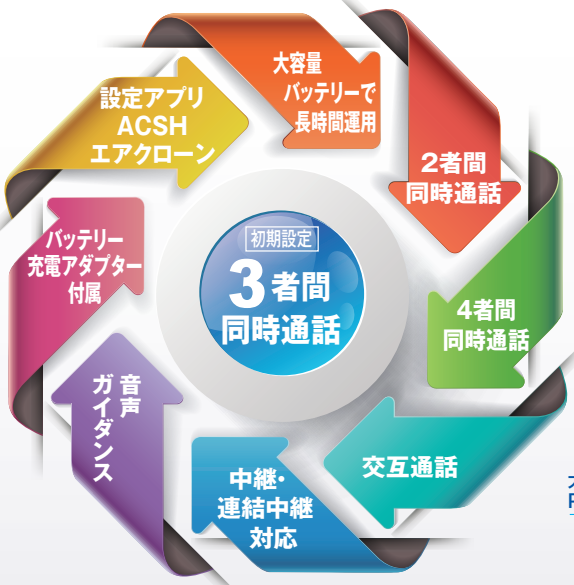 初期設定
3者間
同時通話
大容量
バッテリーで
長時間運用
2者間
同時通話
4者間
同時通話
交互通話
中継・
連結中継
対応
音声
ガイダンス
バッテリー
充電アダプター
付属
設定アプリ
ACSH
エアクローン